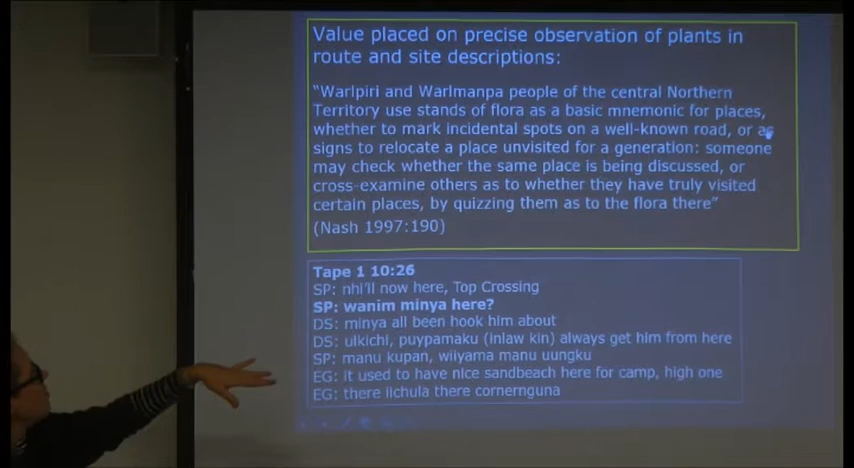 Value placed on precise observation of plants in
route and site descriptions:
"Warlpiri and Warlmanpa people of the central Northern
Territory use stands of flora as a basic mnemonic for places,
whether to mark incidental spots on a well-known road, or as
signs to relocate a place unvisited for a generation: someone
may check whether the same place is being discussed, or
cross-examine others as to whether they have truly visited
certain places, by quizzing them as to the flora there"
(Nash 1997:190)
Tape 1 10:26
SP: nhi'll now here, Top Crossing
SP: wanim minya here?
DS: minya all been hook him about
DS: ulkichi, puypamaku (inlaw kin) always get him from here
SP: manu kupan, wiiyama manu uungku
EG: it used to have nice sandbeach here for camp, high one
EG: there iichula there cornernguna